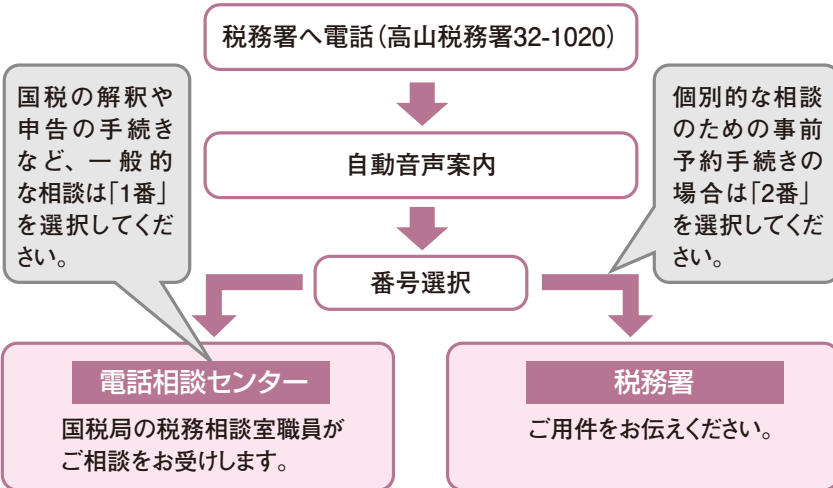 税務署へ電話（高山税務署32-1020）
国税の解釈や
申告の手続き
など、一般的
な相談は「1番」
を選択してくだ
さい。
個別的な相談
のための事前
予約手続きの
場合は「2番」
を選択してくだ
さい。
自動音声案内
番号選択
電話相談センター
国税局の税務相談室職員が
ご相談をお受けします。
税務署
ご用件をお伝えください。